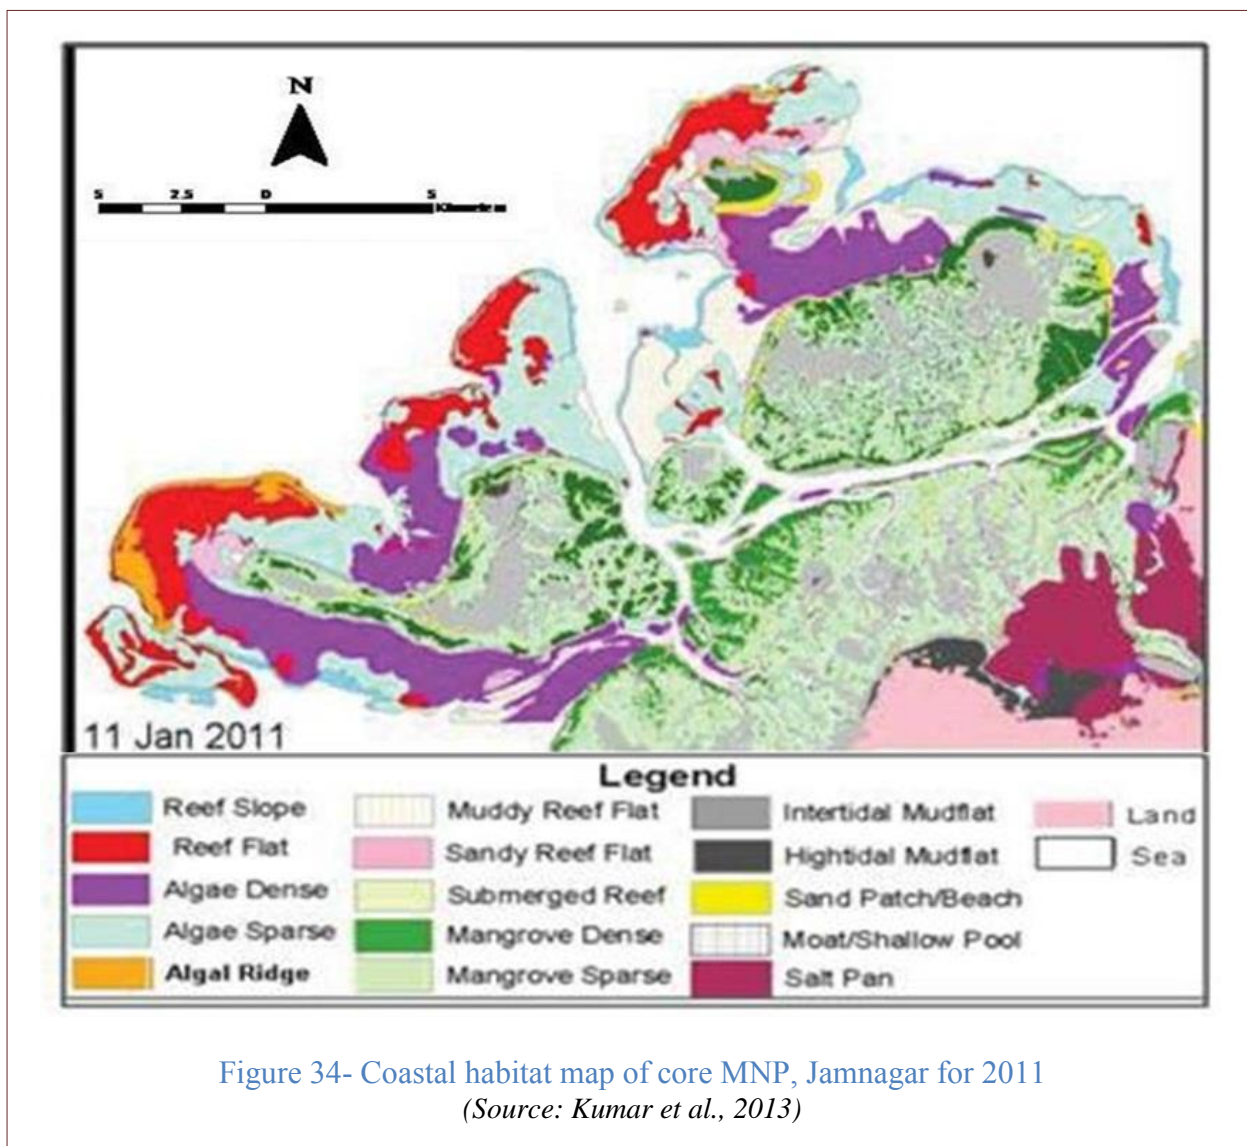 N
5 2.5 0 5
Kilometers
11 Jan 2011
Legend
Reef Slope
Reef Flat
Algae Dense
Algae Sparse
Algal Ridge
Muddy Reef Flat
Sandy Reef Flat
Submerged Reef
Mangrove Dense
Mangrove Sparse
Intertidal Mudflat
Hightidal Mudflat
Sand Patch/Beach
Moat/Shallow Pool
Salt Pan
Land
Sea
Figure 34- Coastal habitat map of core MNP, Jamnagar for 2011
(Source: Kumar et al., 2013)